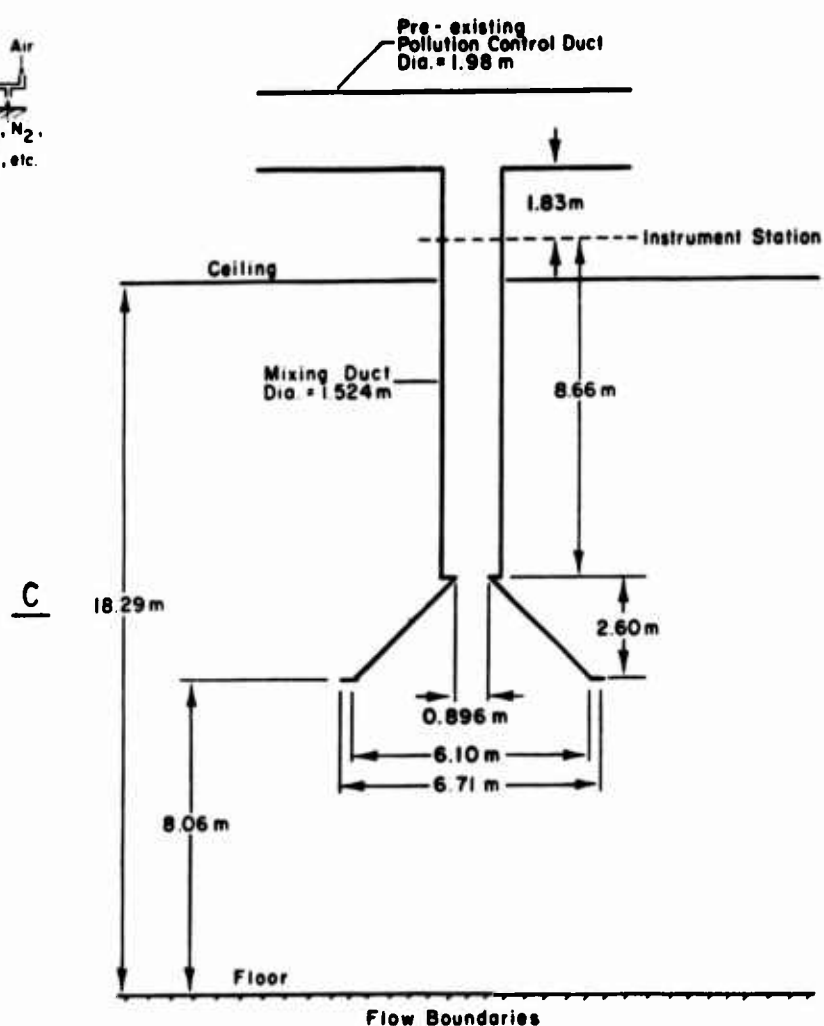 Air
, N2,
, etc.
Pre - existing
Pollution Control Duct
Dia. = 1.98 m
1.83m
Instrument Station
Ceiling
Mixing Duct
Dia. = 1.524m
8.66 m
C
18.29 m
2.60m
0.896 m
6.10 m
6.71 m
8.06 m
Floor
Flow Boundaries